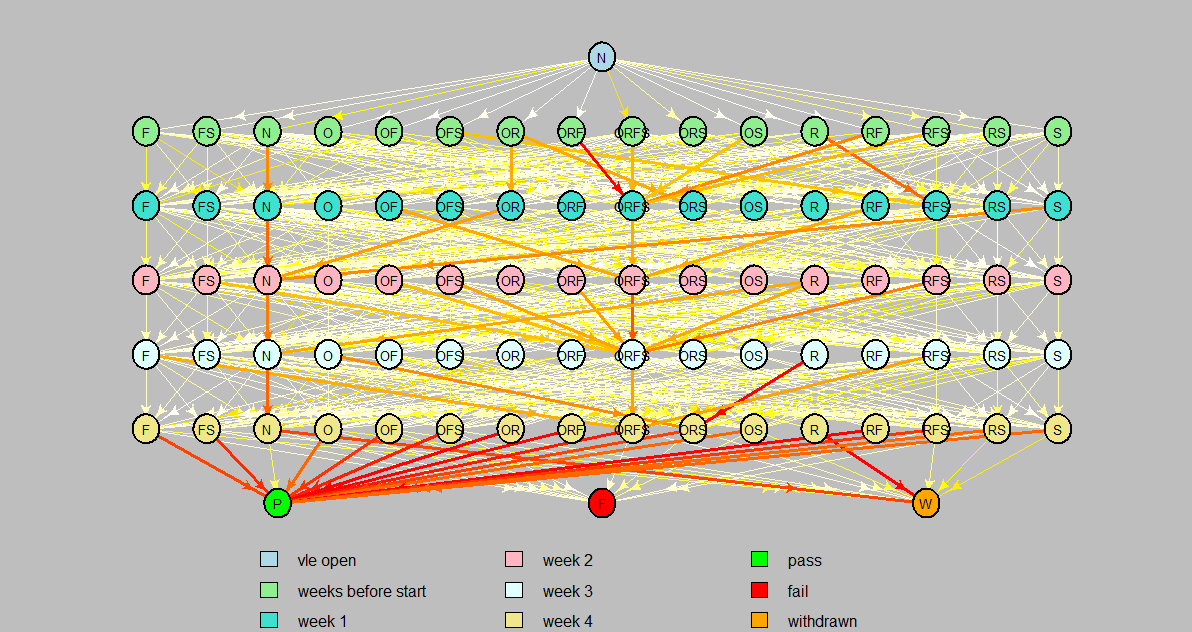 N
F FS N O OF OFS OR ORF ORFS ORS OS R RF RFS RS S
F FS N O OF OFS OR ORF ORFS ORS OS R RF RFS RS S
F FS N O OF OFS OR ORF ORFS ORS OS R RF RFS RS S
F FS N O OF OFS OR ORF ORFS ORS OS R RF RFS RS S
F FS N O OF OFS OR ORF ORFS ORS OS R RF RFS RS S
P F W
vle open week 2 pass
weeks before start week 3 fail
week 1 week 4 withdrawn